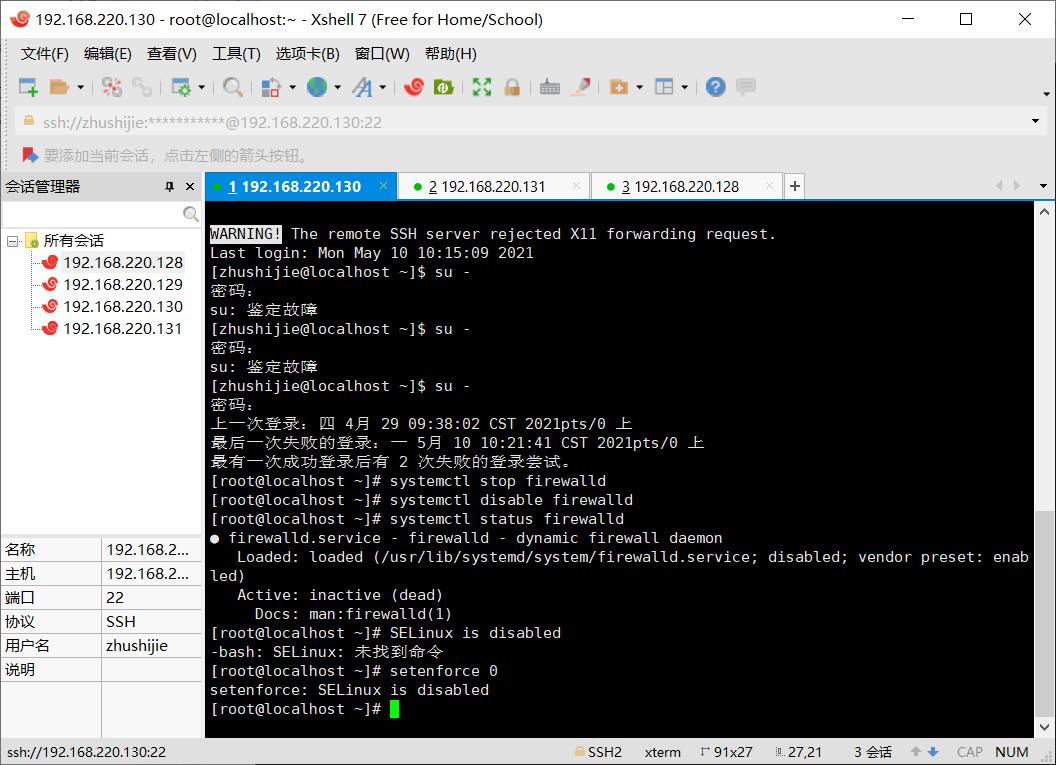 192.168.220.130 - root@localhost:~ - Xshell 7 (Free for Home/School)
文件(F) 编辑(E) 查看(V) 工具(T) 选项卡(B) 窗口(W) 帮助(H)
ssh://zhushijie:***********@192.168.220.130:22
要添加当前会话，点击左侧的箭头按钮。
会话管理器
1 192.168.220.130
2 192.168.220.131
3 192.168.220.128
所有会话
192.168.220.128
192.168.220.129
192.168.220.130
192.168.220.131
名称 192.168.2...
主机 192.168.2...
端口 22
协议 SSH
用户名 zhushijie
说明
WARNING! The remote SSH server rejected X11 forwarding request.
Last login: Mon May 10 10:15:09 2021
[zhushijie@localhost ~]$ su -
密码：
su: 鉴定故障
[zhushijie@localhost ~]$ su -
密码：
su: 鉴定故障
[zhushijie@localhost ~]$ su -
密码：
上一次登录：四 4月 29 09:38:02 CST 2021pts/0 上
最后一次失败的登录：一 5月 10 10:21:41 CST 2021pts/0 上
最有一次成功登录后有 2 次失败的登录尝试。
[root@localhost ~]# systemctl stop firewalld
[root@localhost ~]# systemctl disable firewalld
[root@localhost ~]# systemctl status firewalld
● firewalld.service - firewalld - dynamic firewall daemon
Loaded: loaded (/usr/lib/systemd/system/firewalld.service; disabled; vendor preset: enab
led)
Active: inactive (dead)
Docs: man:firewalld(1)
[root@localhost ~]# SELinux is disabled
-bash: SELinux: 未找到命令
[root@localhost ~]# setenforce 0
setenforce: SELinux is disabled
[root@localhost ~]#
ssh://192.168.220.130:22 SSH2 xterm 91x27 27,21 3 会话 CAP NUM